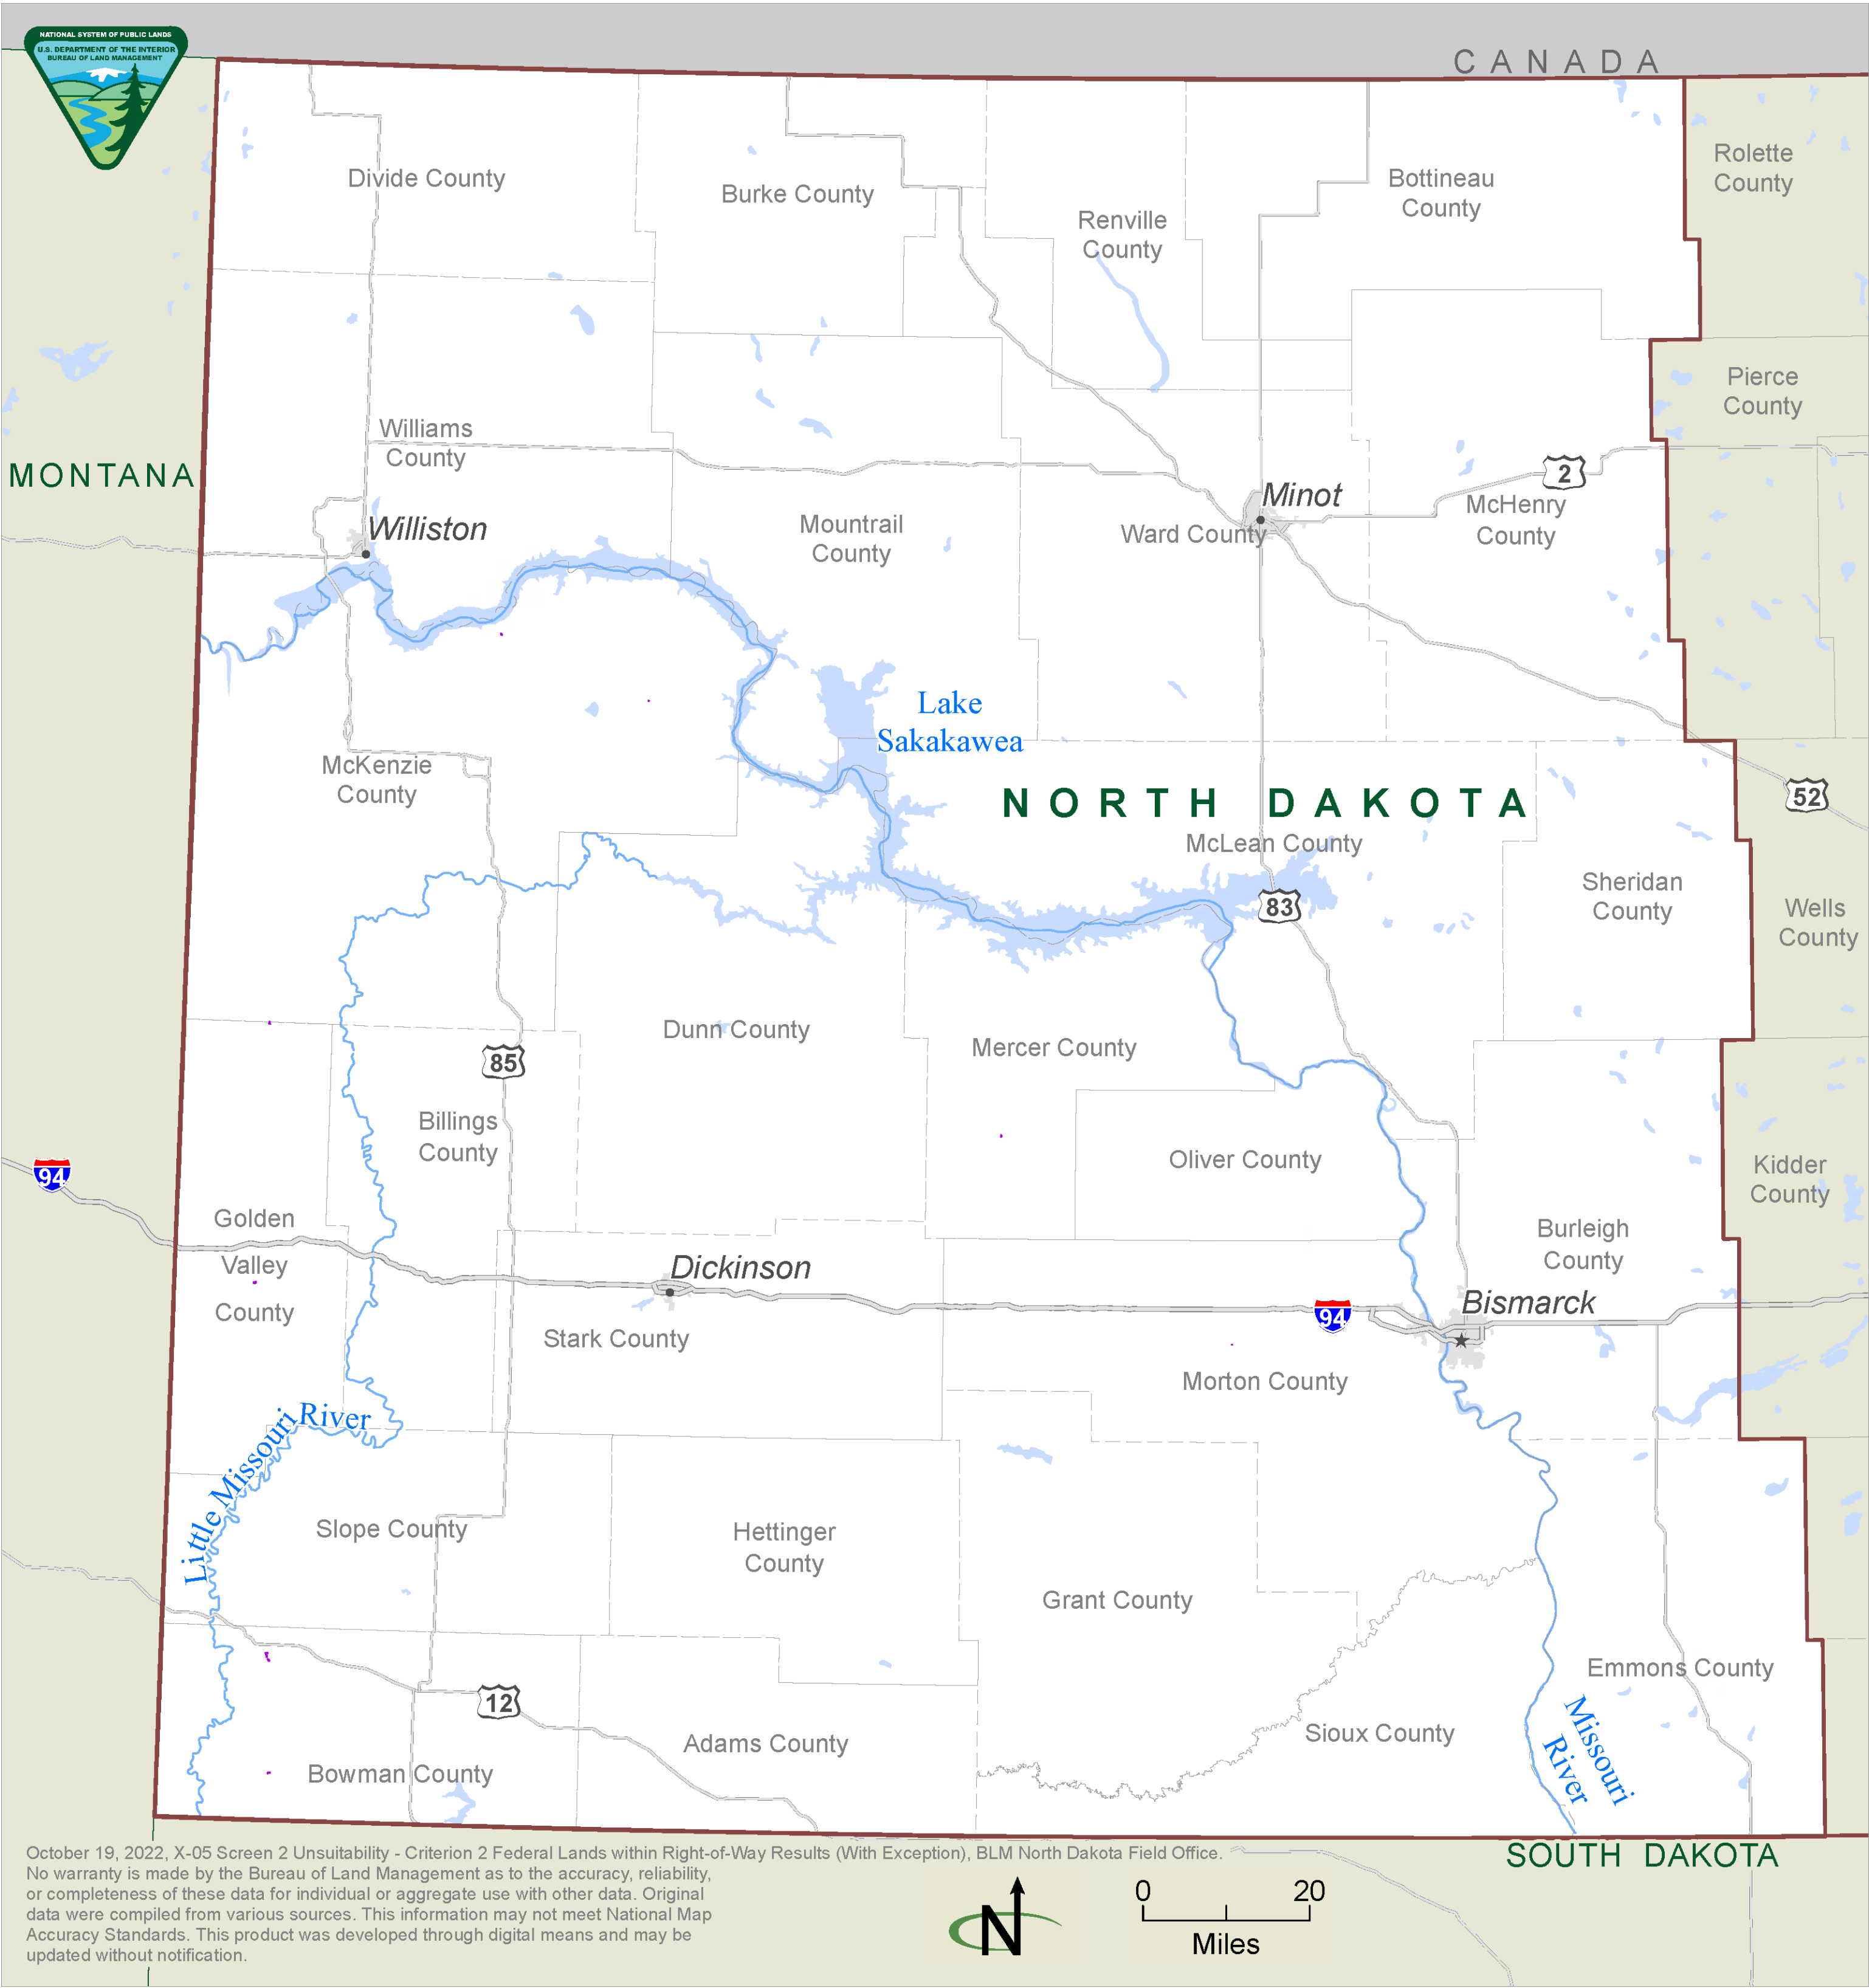 NATIONAL SYSTEM OF PUBLIC LANDS
U.S. DEPARTMENT OF THE INTERIOR
BUREAU OF LAND MANAGEMENT
CANADA
Rolette
County
Divide County
Burke County
Bottineau
County
Renville
County
Pierce
County
Williams
County
MONTANA
2
Minot
McHenry
County
Williston
Mountrail
County
Ward County
Lake
Sakakawea
McKenzie
County
NORTH DAKOTA
52
McLean County
Sheridan
County
83
Wells
County
Dunn County
Mercer County
85
Billings
County
Oliver County
94
Kidder
County
Golden
Valley
County
Burleigh
County
Dickinson
Bismarck
94
Stark County
Morton County
Little Missouri River
Slope County
Hettinger
County
Grant County
Emmons County
12
Adams County
Sioux County
Missouri
River
Bowman County
October 19, 2022, X-05 Screen 2 Unsuitability - Criterion 2 Federal Lands within Right-of-Way Results (With Exception), BLM North Dakota Field Office.
No warranty is made by the Bureau of Land Management as to the accuracy, reliability,
or completeness of these data for individual or aggregate use with other data. Original
data were compiled from various sources. This information may not meet National Map
Accuracy Standards. This product was developed through digital means and may be
updated without notification.
SOUTH DAKOTA
N
0 20
Miles